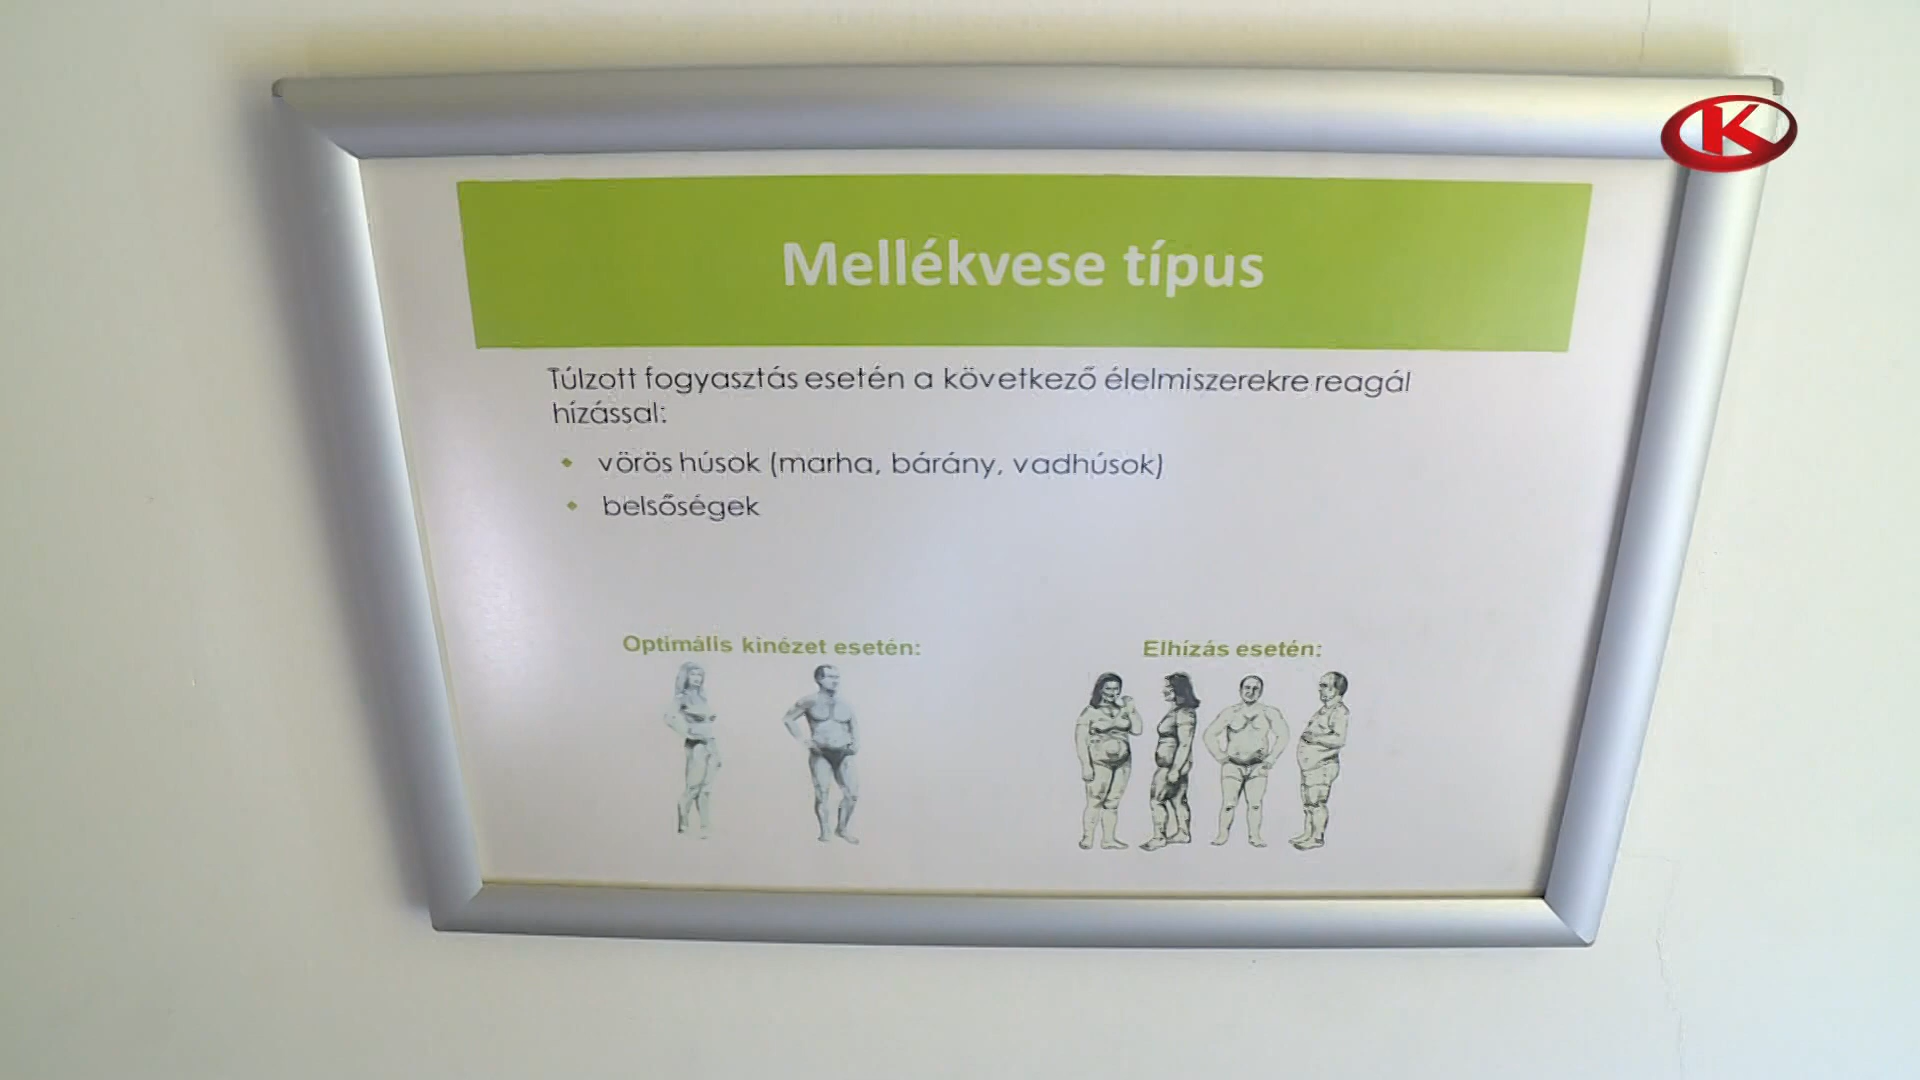 K
Mellékvese típus
Túlzott fogyasztás esetén a következő élelmiszerekre reagál
hízással:
vörös húsok (marha, bárány, vadhúsok)
belsőségek
Optimális kinézet esetén:
Elhízás esetén: